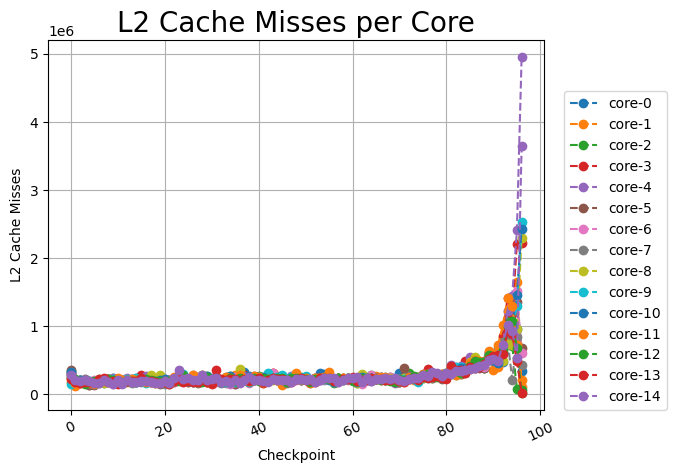 L2 Cache Misses per Core
1e6
5
4
3
2
1
0
L2 Cache Misses
0
20
40
60
80
100
Checkpoint
core-0
core-1
core-2
core-3
core-4
core-5
core-6
core-7
core-8
core-9
core-10
core-11
core-12
core-13
core-14